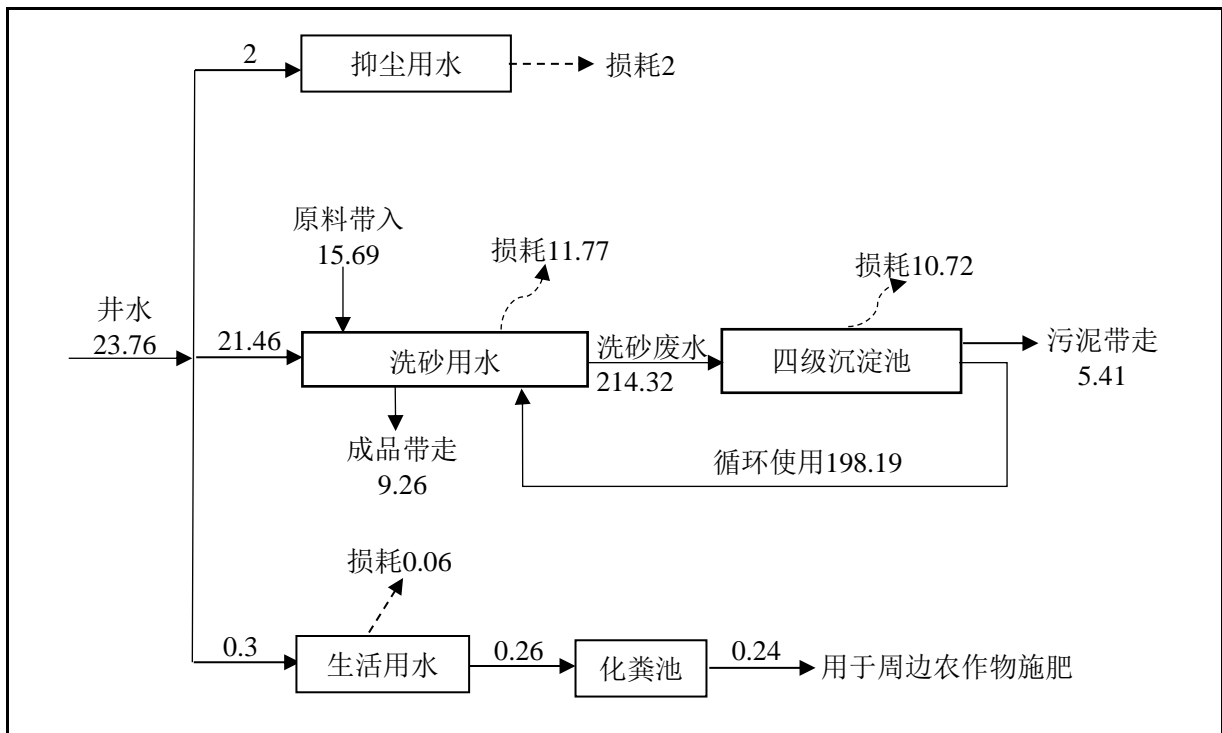 2
抑尘用水
损耗2
原料带入
15.69
损耗11.77
损耗10.72
井水
23.76
21.46
洗砂用水
洗砂废水
214.32
四级沉淀池
污泥带走
5.41
成品带走
9.26
循环使用198.19
损耗0.06
0.3
生活用水
0.26
化粪池
0.24
用于周边农作物施肥